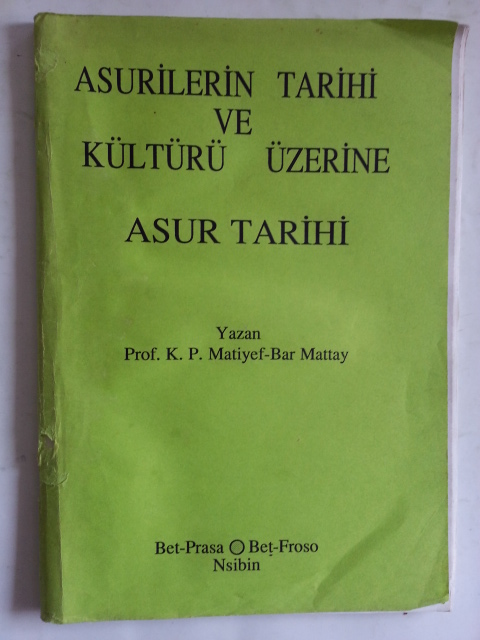 ASURİLERİN TARİHİ
VE
KÜLTÜRÜ ÜZERİNE
ASUR TARİHİ
Yazan
Prof. K. P. Matiyef-Bar Mattay
Bet-Prasa Beṭ-Froso
Nsibin